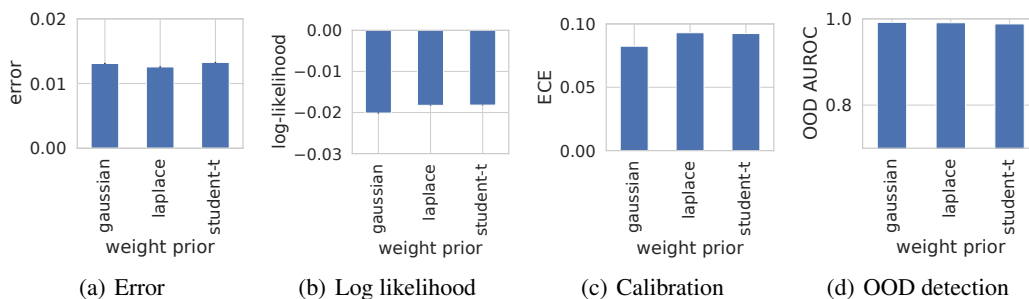 0.02
0.01
0.00
error
gaussian
laplace
student-t
weight prior
(a) Error
0.00
−0.01
−0.02
−0.03
log-likelihood
gaussian
laplace
student-t
weight prior
(b) Log likelihood
0.10
0.05
0.00
ECE
gaussian
laplace
student-t
weight prior
(c) Calibration
1.0
0.8
OOD AUROC
gaussian
laplace
student-t
weight prior
(d) OOD detection